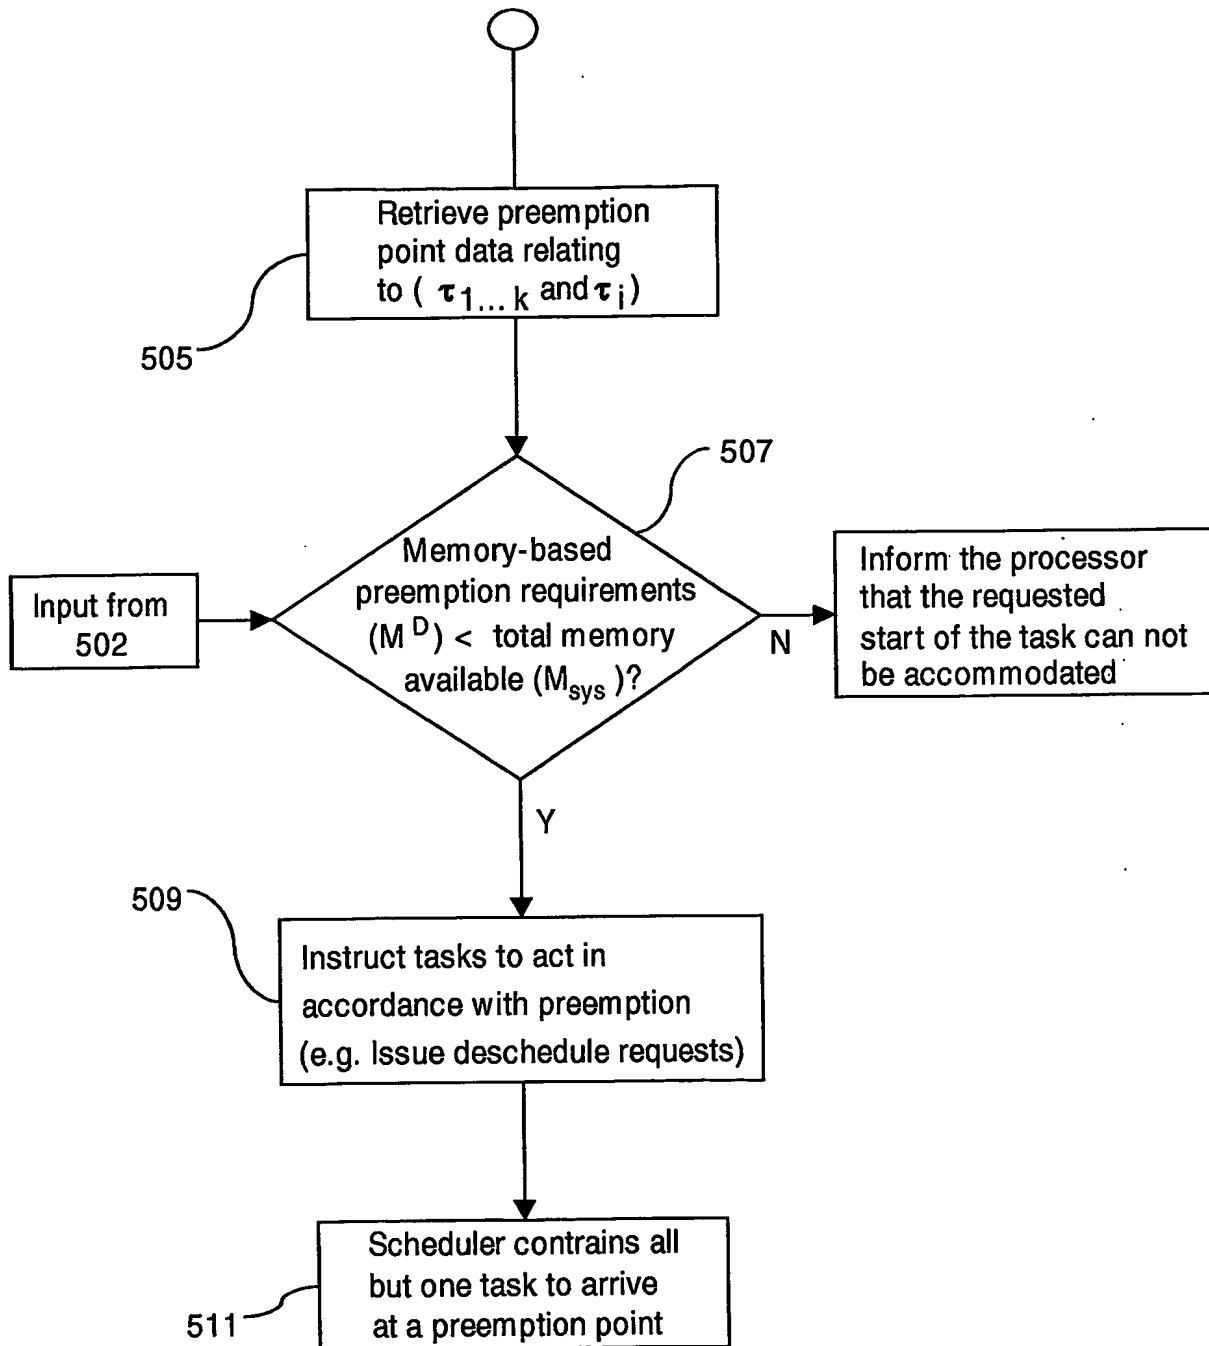 Retrieve preemption
point data relating
to ( τ1... k and τi )
505
507
Memory-based
preemption requirements
(M D) < total memory
available (Msys )?
Input from
502
N
Inform the processor
that the requested
start of the task can not
be accommodated
Y
509
Instruct tasks to act in
accordance with preemption
(e.g. Issue deschedule requests)
Scheduler contrains all
but one task to arrive
at a preemption point
511